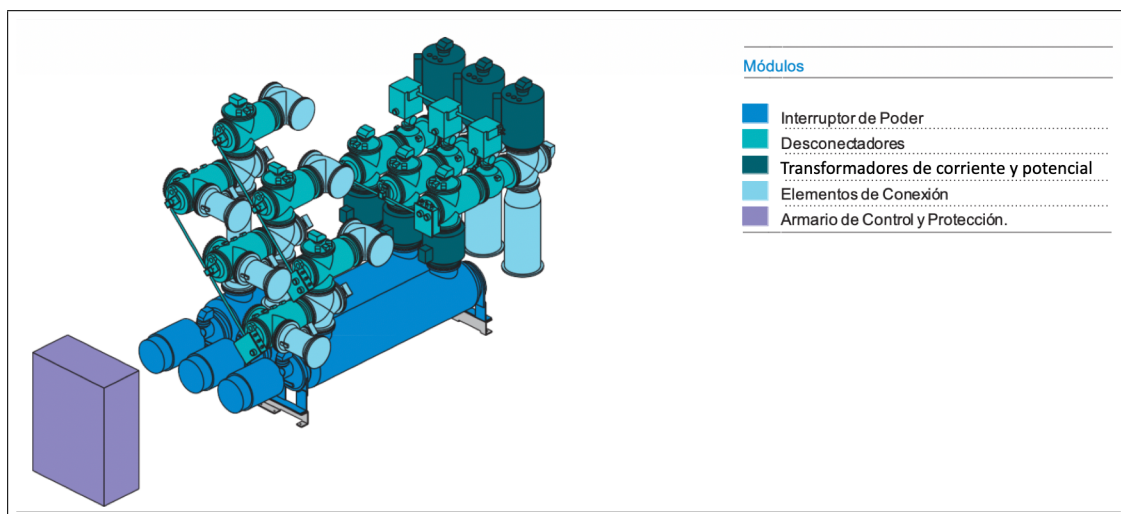 Módulos
Interruptor de Poder
Desconectadores
Transformadores de corriente y potencial
Elementos de Conexión
Armario de Control y Protección.